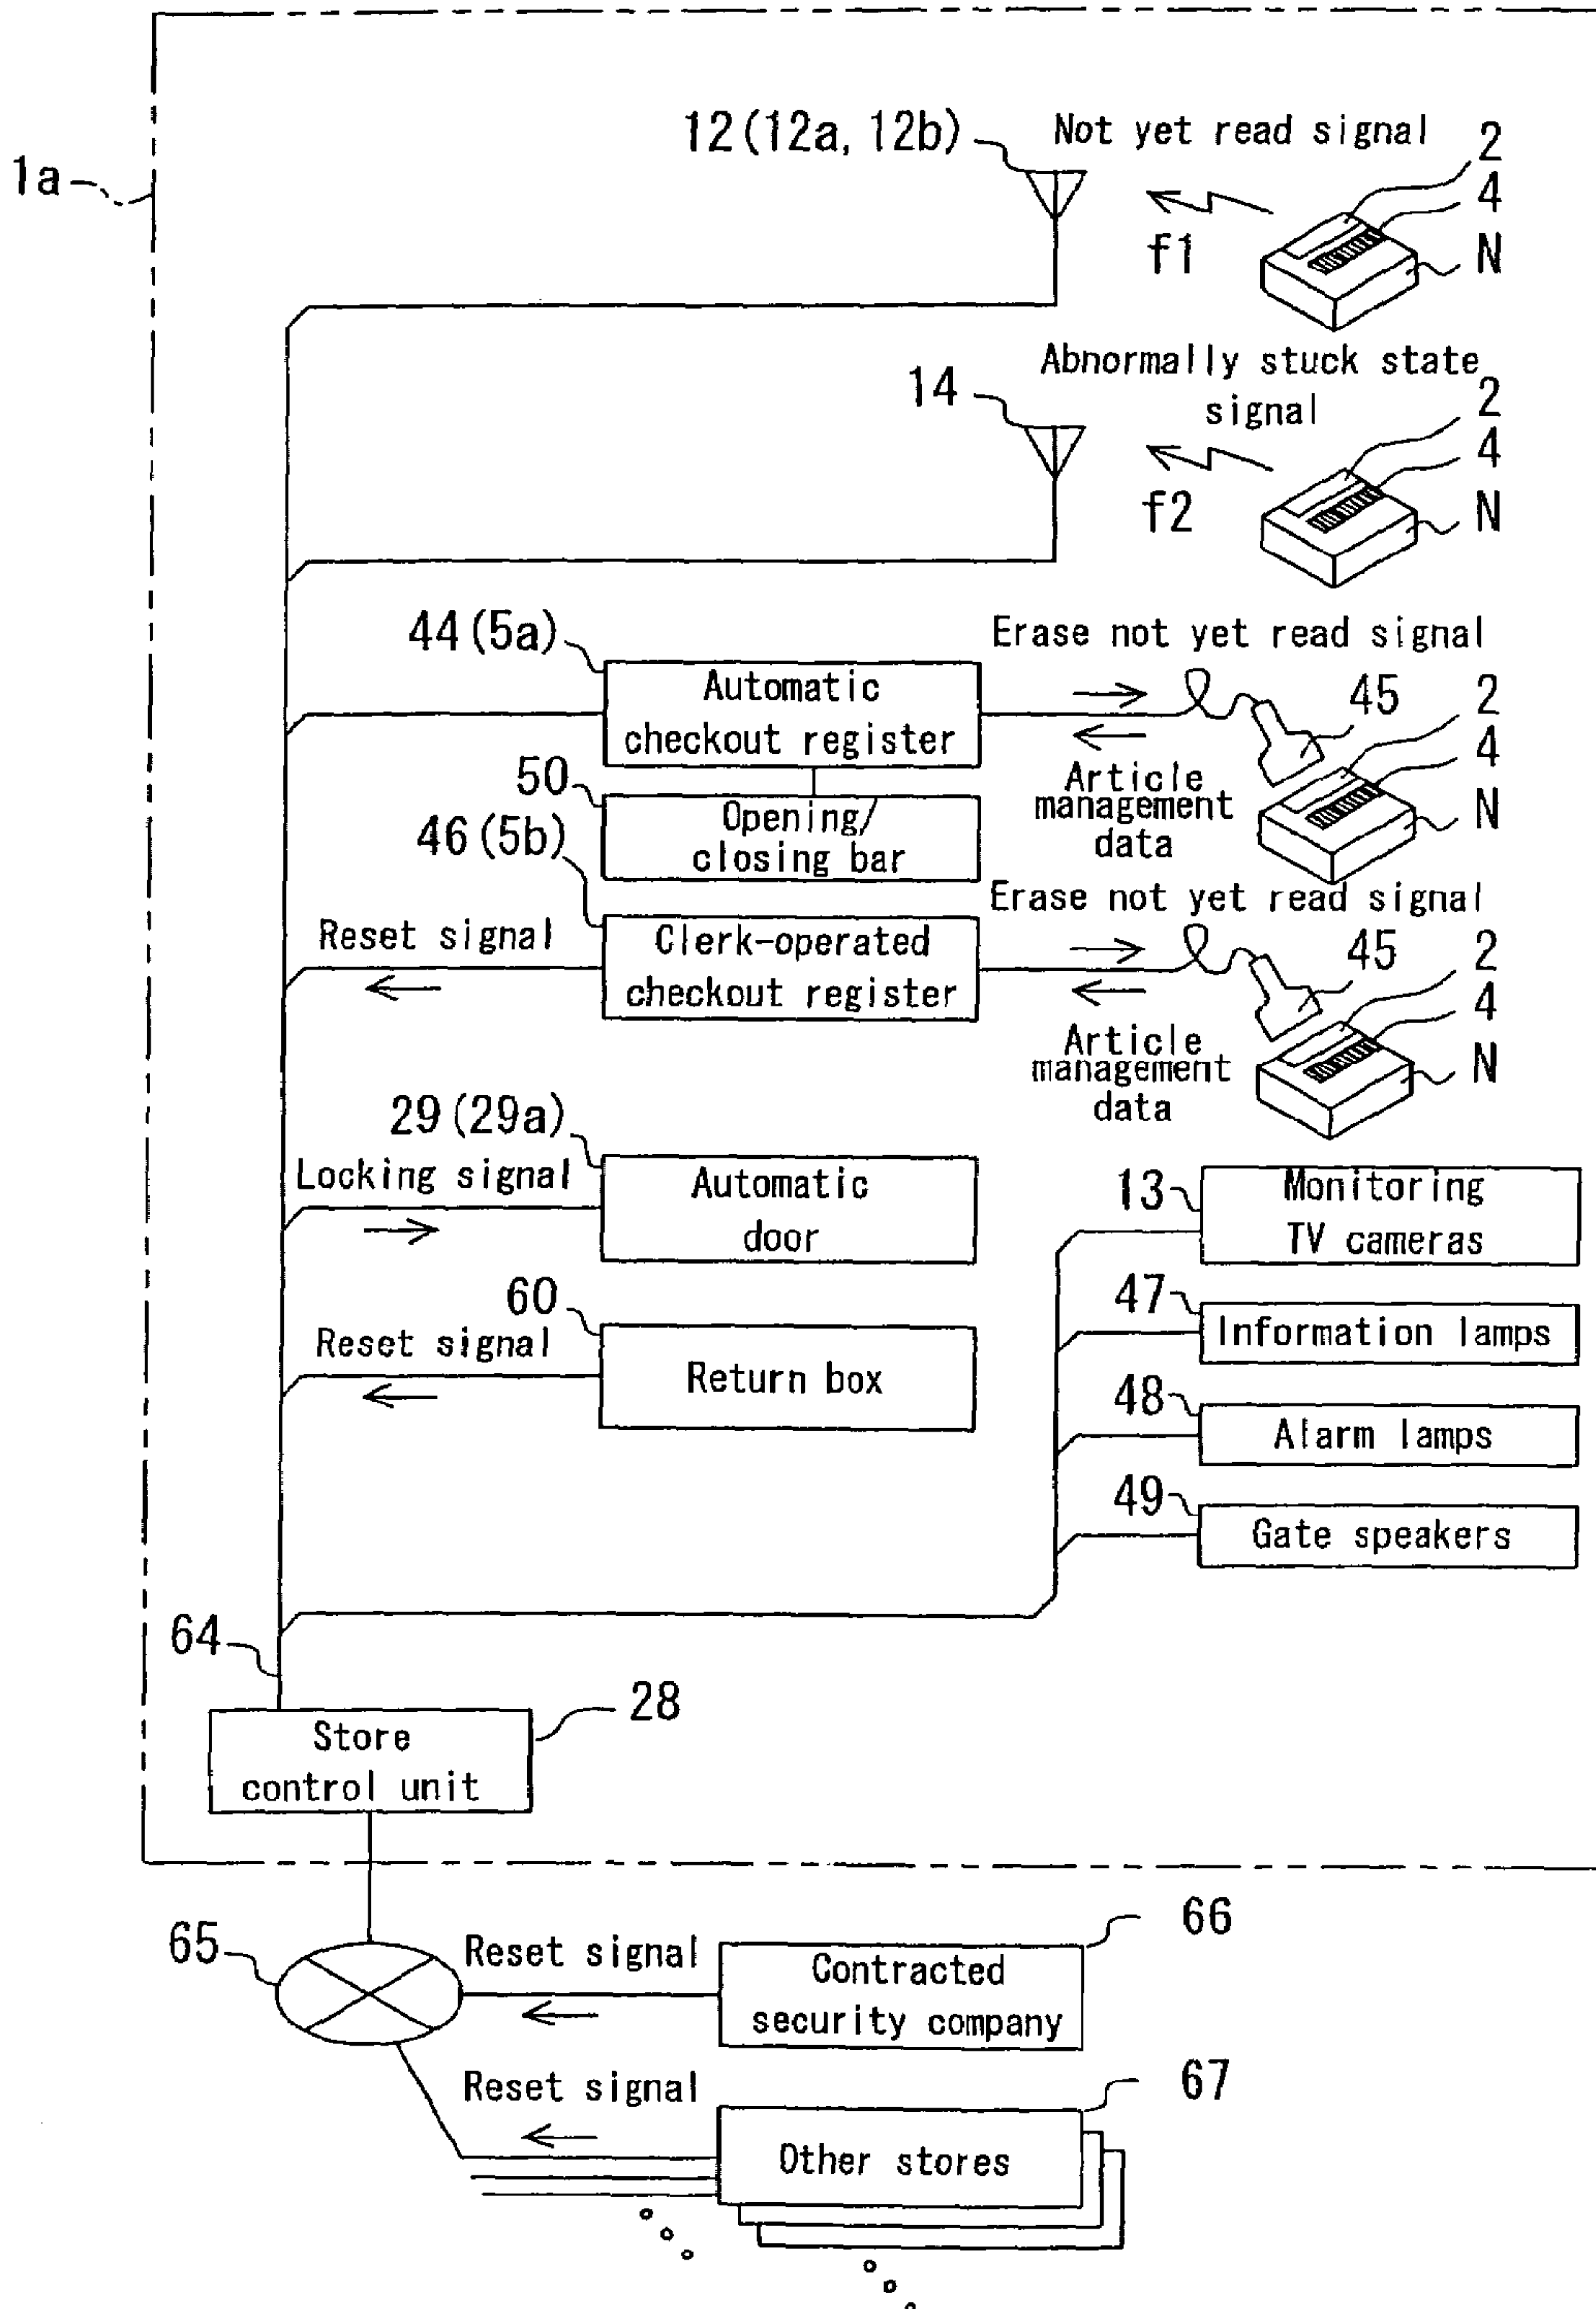 1a
12 (12a, 12b)
Not yet read signal
2
4
N
f1
Abnormally stuck state
signal
14
2
4
N
f2
44 (5a)
Automatic
checkout register
Erase not yet read signal
45
2
4
N
Article
management
data
50
Opening/
closing bar
46 (5b)
Reset signal
Clerk-operated
checkout register
Erase not yet read signal
45
2
4
N
Article
management
data
29 (29a)
Locking signal
Automatic
door
13
Monitoring
TV cameras
60
Reset signal
Return box
47
Information lamps
48
Alarm lamps
49
Gate speakers
64
28
Store
control unit
65
Reset signal
66
Contracted
security company
Reset signal
67
Other stores